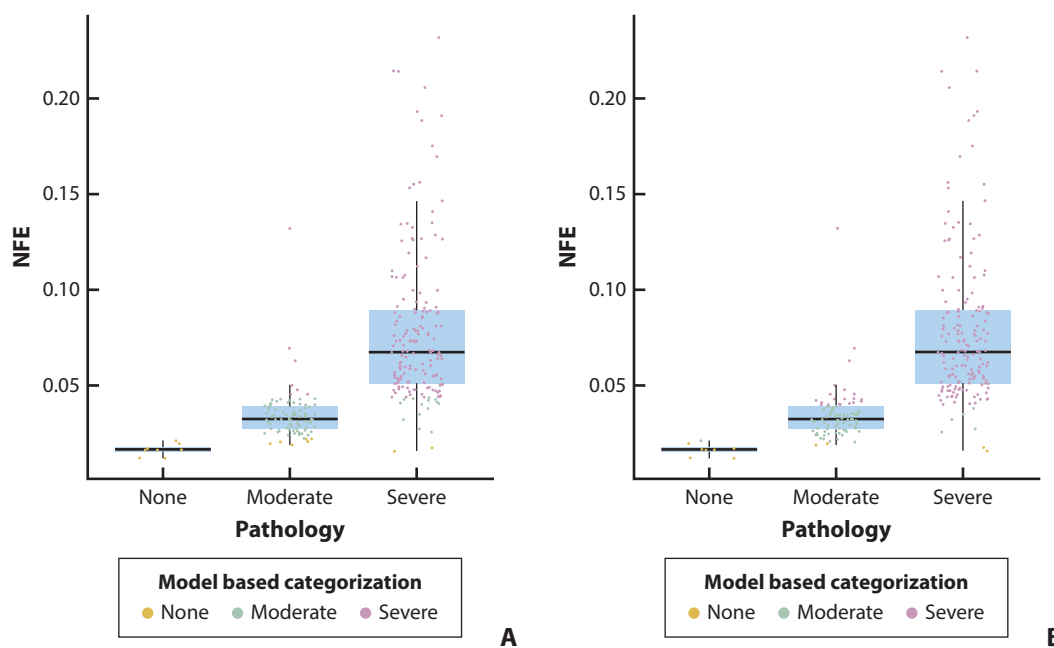 0.20
0.15
NFE
0.10
0.05
None Moderate Severe
Pathology
Model based categorization
None Moderate Severe
A
0.20
0.15
NFE
0.10
0.05
None Moderate Severe
Pathology
Model based categorization
None Moderate Severe